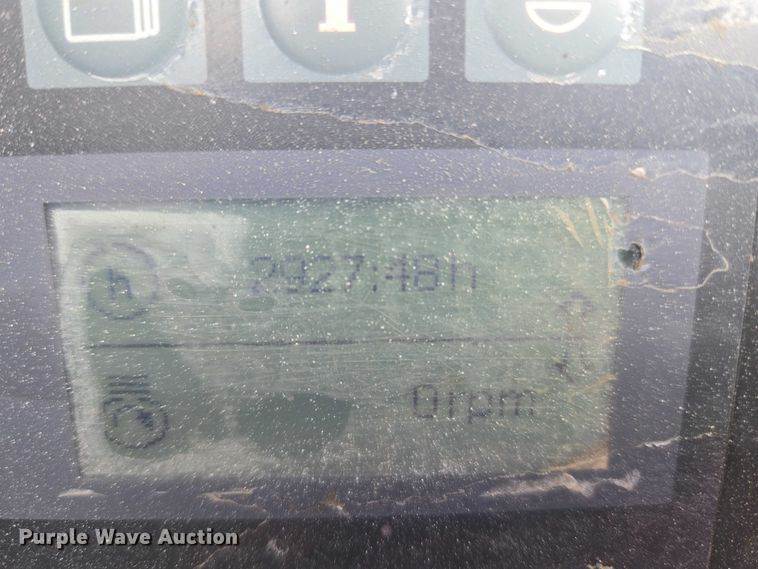 h 2927:48h
0rpm
Purple Wave Auction